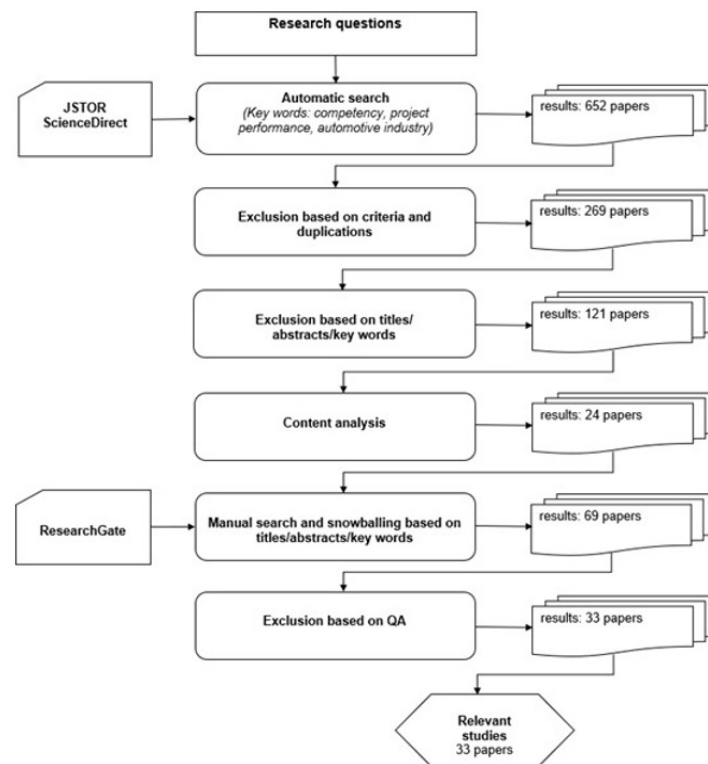 Research questions
JSTOR
ScienceDirect
Automatic search
(Key words: competency, project
performance, automotive industry)
results: 652 papers
Exclusion based on criteria and
duplications
results: 269 papers
Exclusion based on titles/
abstracts/key words
results: 121 papers
Content analysis
results: 24 papers
ResearchGate
Manual search and snowballing based on
titles/abstracts/key words
results: 69 papers
Exclusion based on QA
results: 33 papers
Relevant
studies
33 papers